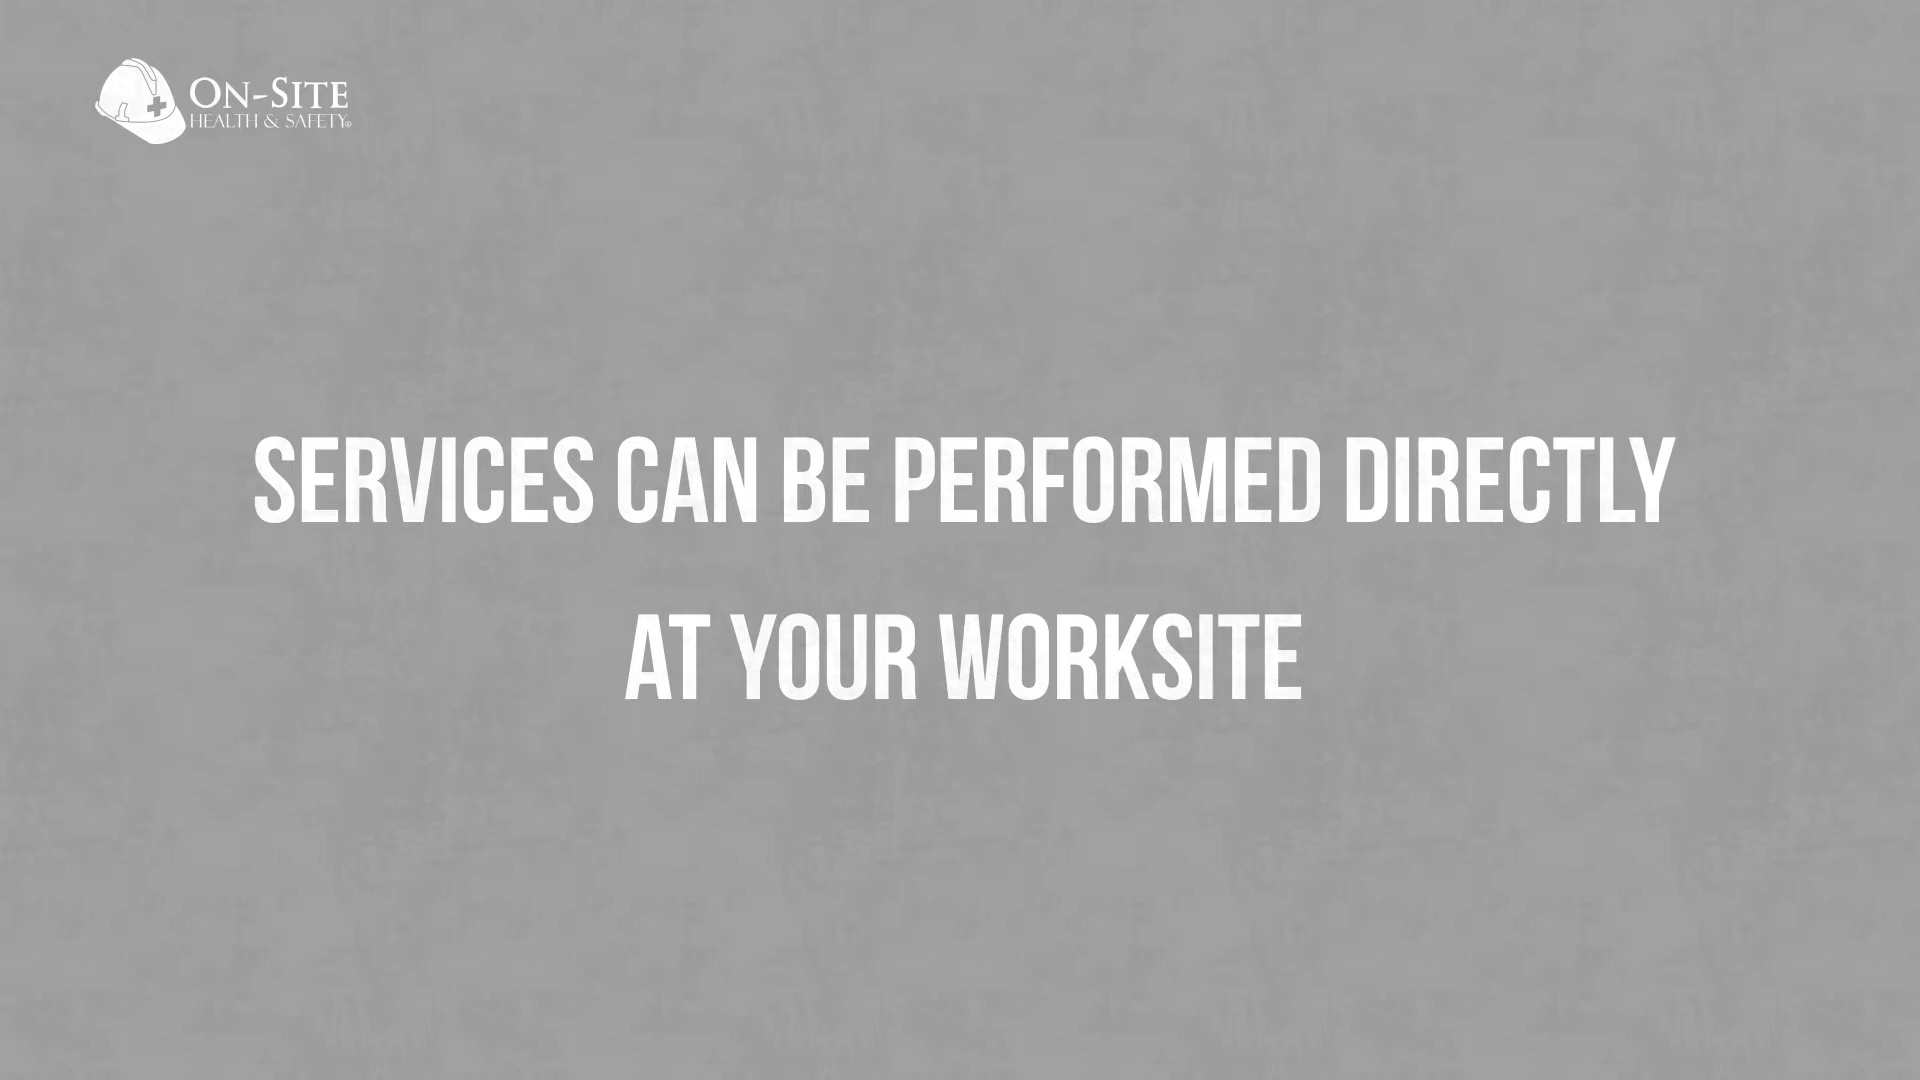 On-Site
Health & Safety®
SERVICES CAN BE PERFORMED DIRECTLY
AT YOUR WORKSITE